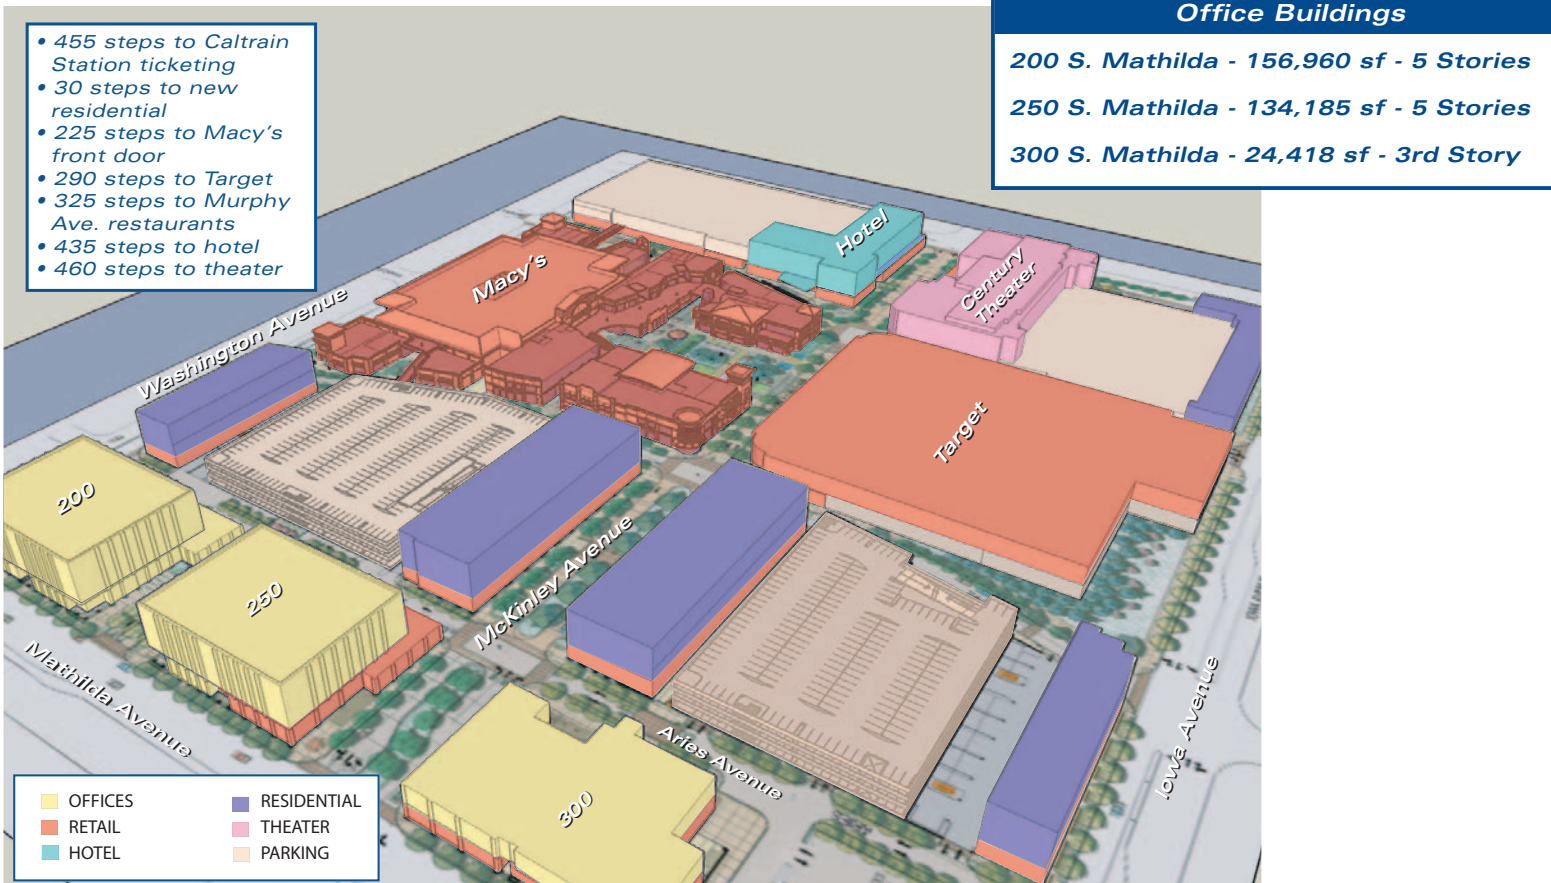 • 455 steps to Caltrain
Station ticketing
• 30 steps to new
residential
• 225 steps to Macy's
front door
• 290 steps to Target
• 325 steps to Murphy
Ave. restaurants
• 435 steps to hotel
• 460 steps to theater
Office Buildings
200 S. Mathilda - 156,960 sf - 5 Stories
250 S. Mathilda - 134,185 sf - 5 Stories
300 S. Mathilda - 24,418 sf - 3rd Story
Hotel
Macy's
Century
Theater
Washington Avenue
Target
200
McKinley Avenue
250
Mathilda Avenue
Aries Avenue
Iowa Avenue
300
OFFICES
RETAIL
HOTEL
RESIDENTIAL
THEATER
PARKING